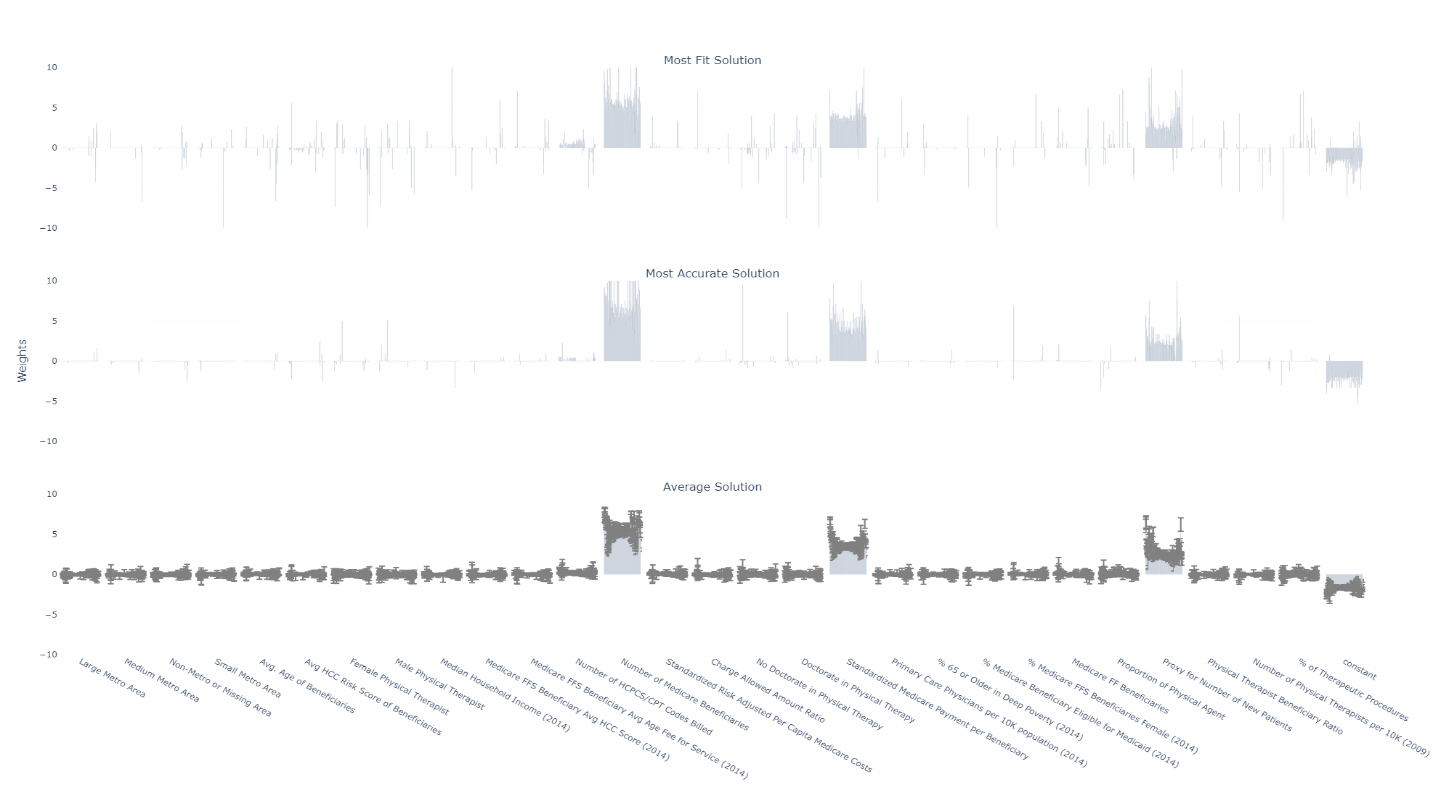 Most Fit Solution
10
5
0
−5
−10
Most Accurate Solution
10
5
0
−5
−10
Weights
Average Solution
10
5
0
−5
−10
Large Metro Area
Medium Metro Area
Non-Metro or Missing Area
Small Metro Area
Avg. Age of Beneficiaries
Avg HCC Risk Score of Beneficiaries
Female Physical Therapist
Male Physical Therapist
Median Household Income (2014)
Medicare FFS Beneficiary Avg HCC Score (2014)
Medicare FFS Beneficiary Avg Age Fee for Service (2014)
Number of HCPCS/CPT Codes Billed
Number of Medicare Beneficiaries
Standardized Risk Adjusted Per Capita Medicare Costs
Charge Allowed Amount Ratio
No Doctorate in Physical Therapy
Doctorate in Physical Therapy
Standardized Medicare Payment per Beneficiary
Primary Care Physicians per 10K population (2014)
% 65 or Older in Deep Poverty (2014)
% Medicare Beneficiary Eligible for Medicaid (2014)
% Medicare FFS Beneficiaries Female (2014)
Medicare FF Beneficiaries
Proportion of Physical Agent
Proxy for Number of New Patients
Physical Therapist Beneficiary Ratio
Number of Physical Therapists per 10K (2009)
% of Therapeutic Procedures
constant